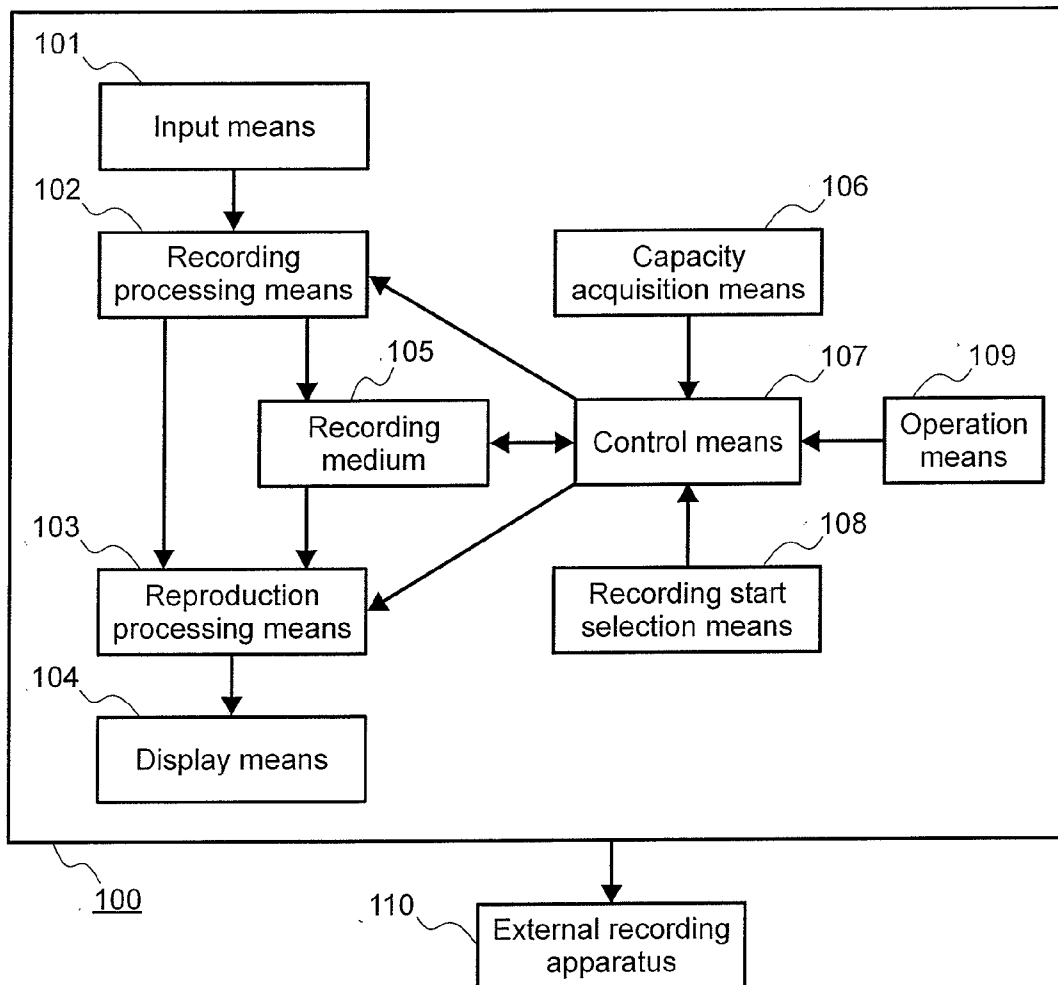 101
Input means
102
Recording
processing means
106
Capacity
acquisition means
105
Recording
medium
107
Control means
109
Operation
means
103
Reproduction
processing means
108
Recording start
selection means
104
Display means
100
110
External recording
apparatus